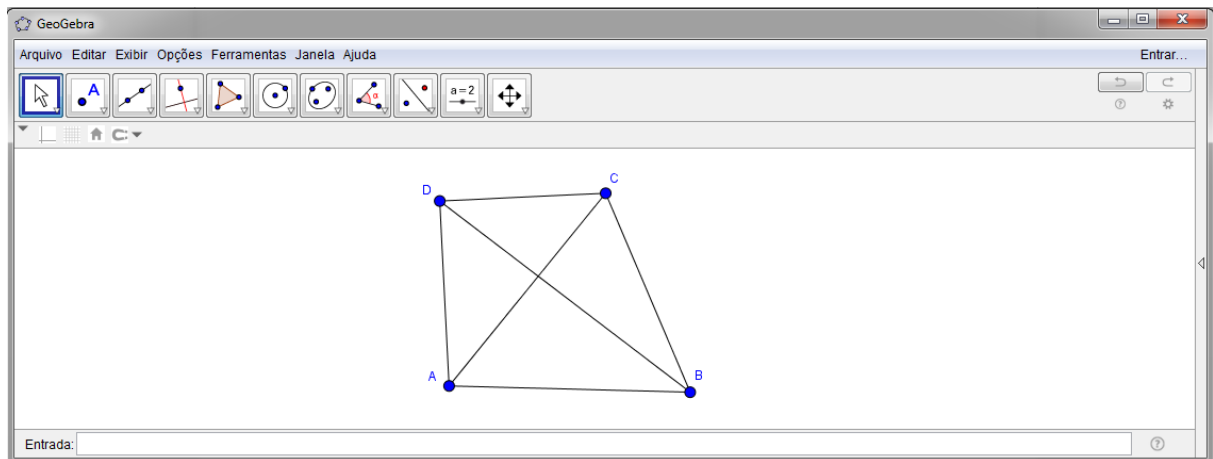 GeoGebra
Arquivo Editar Exibir Opções Ferramentas Janela Ajuda Entrar...
A α a = 2
D C
A B
Entrada: